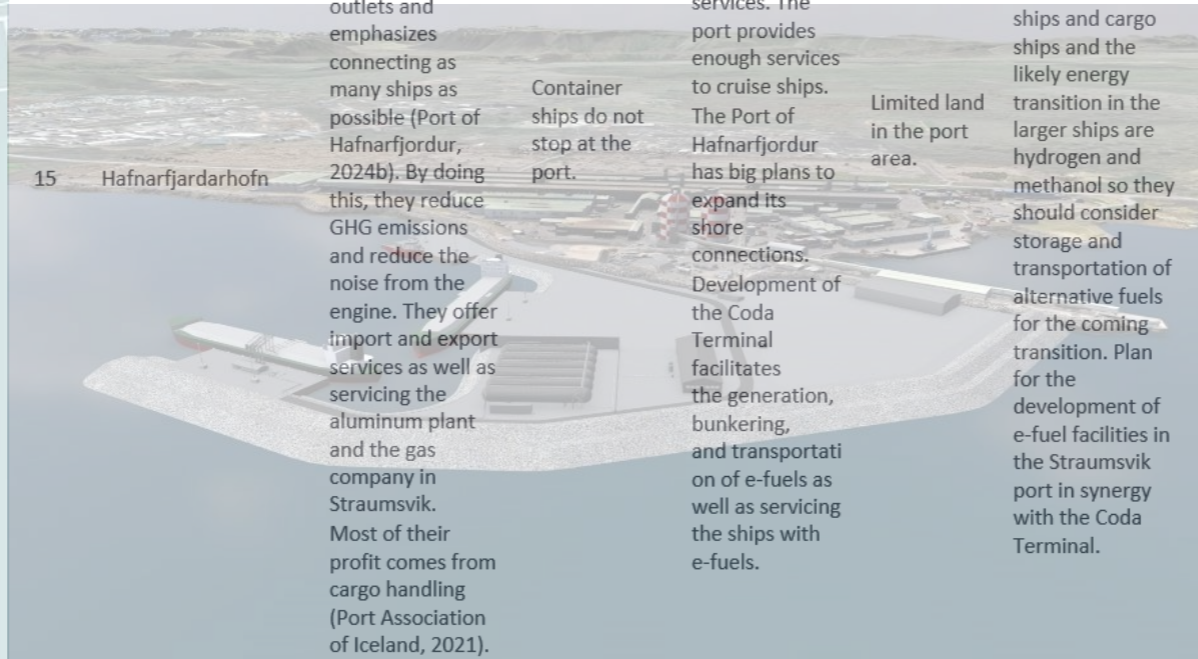 15
Hafnarfjardarhofn
outlets and
emphasizes
connecting as
many ships as
possible (Port of
Hafnarfjordur,
2024b). By doing
this, they reduce
GHG emissions
and reduce the
noise from the
engine. They offer
import and export
services as well as
servicing the
aluminum plant
and the gas
company in
Straumsvik.
Most of their
profit comes from
cargo handling
(Port Association
of Iceland, 2021).
Container
ships do not
stop at the
port.
services. The
port provides
enough services
to cruise ships.
The Port of
Hafnarfjordur
has big plans to
expand its
shore
connections.
Development of
the Coda
Terminal
facilitates
the generation,
bunkering,
and transportati
on of e-fuels as
well as servicing
the ships with
e-fuels.
Limited land
in the port
area.
ships and cargo
ships and the
likely energy
transition in the
larger ships are
hydrogen and
methanol so they
should consider
storage and
transportation of
alternative fuels
for the coming
transition. Plan
for the
development of
e-fuel facilities in
the Straumsvik
port in synergy
with the Coda
Terminal.